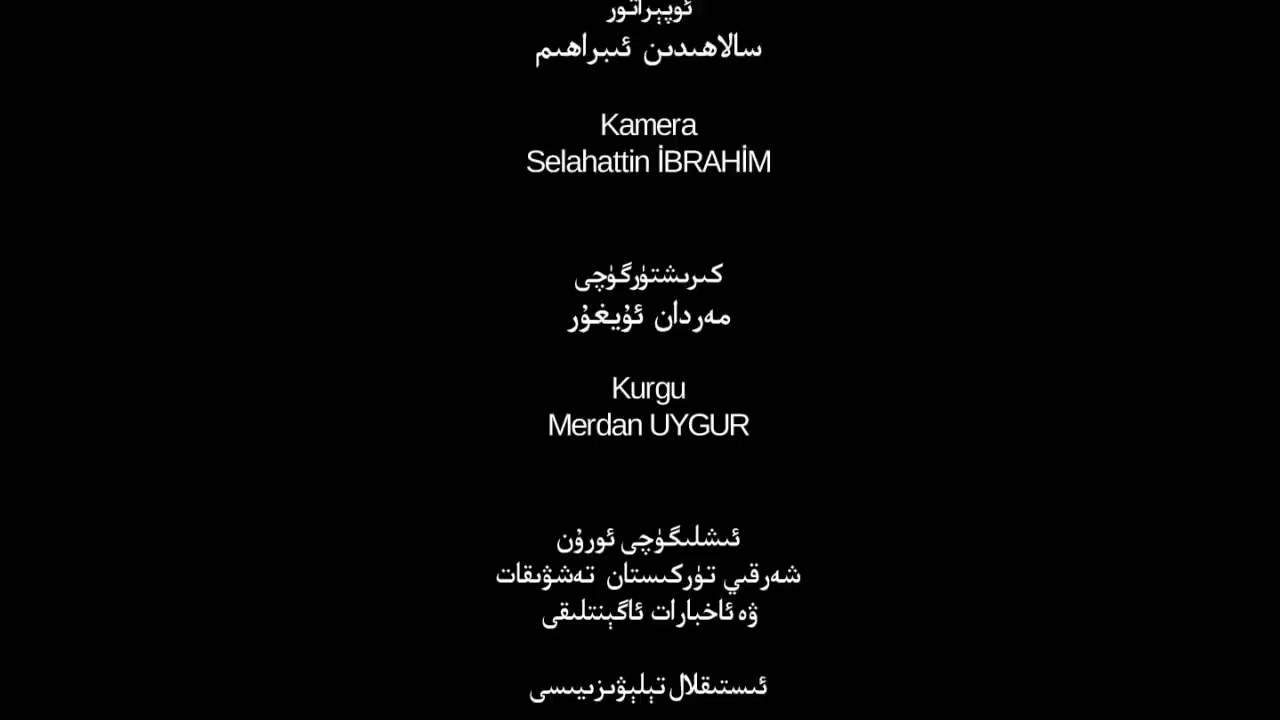 ئوپېراتور
سالاھىدىن ئىبراھىم
Kamera
Selahattin İBRAHİM
كىرىشتۈرگۈچى
مەردان ئۇيغۇر
Kurgu
Merdan UYGUR
ئىشلىگۈچى ئورۇن
شەرقىي تۈركىستان تەشۋىقات
ۋە ئاخبارات ئاگېنتلىقى
ئىستىقلال تېلېۋىزىيىسى